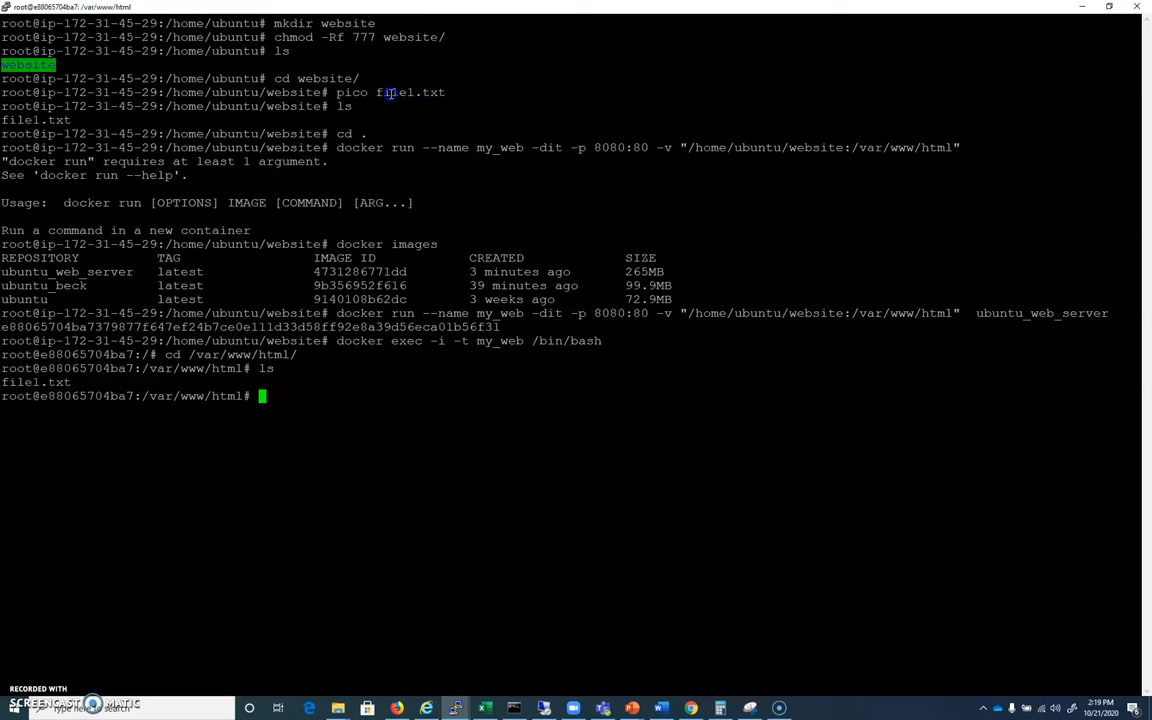 root@e88065704ba7: /var/www/html
root@ip-172-31-45-29:/home/ubuntu# mkdir website
root@ip-172-31-45-29:/home/ubuntu# chmod -Rf 777 website/
root@ip-172-31-45-29:/home/ubuntu# ls
website
root@ip-172-31-45-29:/home/ubuntu# cd website/
root@ip-172-31-45-29:/home/ubuntu/website# pico file1.txt
root@ip-172-31-45-29:/home/ubuntu/website# ls
file1.txt
root@ip-172-31-45-29:/home/ubuntu/website# cd .
root@ip-172-31-45-29:/home/ubuntu/website# docker run --name my_web -dit -p 8080:80 -v "/home/ubuntu/website:/var/www/html"
"docker run" requires at least 1 argument.
See 'docker run --help'.
Usage:  docker run [OPTIONS] IMAGE [COMMAND] [ARG...]
Run a command in a new container
root@ip-172-31-45-29:/home/ubuntu/website# docker images
REPOSITORY TAG IMAGE ID CREATED SIZE
ubuntu_web_server latest 4731286771dd 3 minutes ago 265MB
ubuntu_beck latest 9b356952f616 39 minutes ago 99.9MB
ubuntu latest 9140108b62dc 3 weeks ago 72.9MB
root@ip-172-31-45-29:/home/ubuntu/website# docker run --name my_web -dit -p 8080:80 -v "/home/ubuntu/website:/var/www/html"  ubuntu_web_server
e88065704ba7379877f647ef24b7ce0e111d33d58ff92e8a39d56eca01b56f31
root@ip-172-31-45-29:/home/ubuntu/website# docker exec -i -t my_web /bin/bash
root@e88065704ba7:/# cd /var/www/html/
root@e88065704ba7:/var/www/html# ls
file1.txt
root@e88065704ba7:/var/www/html#
RECORDED WITH
SCREENCAST MATIC
Type here to search
2:19 PM
10/21/2020